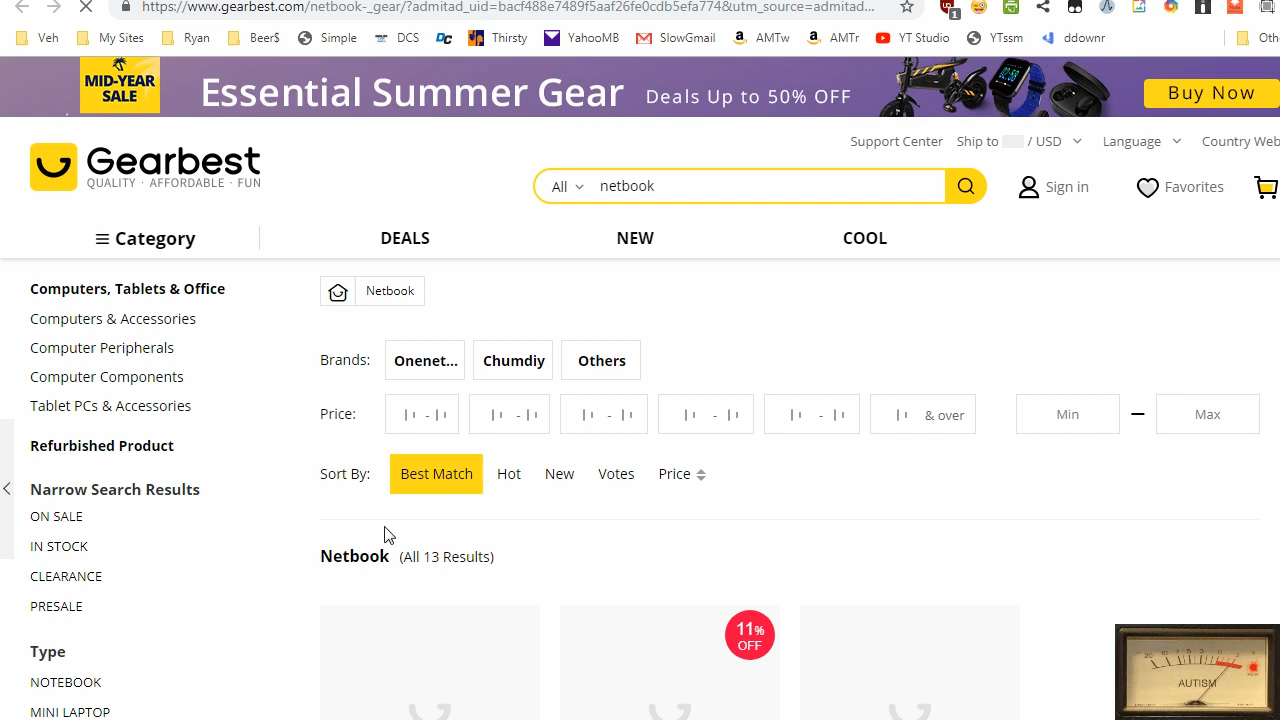 https://www.gearbest.com/netbook-_gear/?admitad_uid=bacf488e7489f5aaf26fe0cdb5efa774&utm_source=admitad...
1
Veh My Sites Ryan Beer$ Simple DCS Thirsty YahooMB SlowGmail AMTw AMTr YT Studio YTssm ddownr Oth
MID-YEAR
SALE
Essential Summer Gear Deals Up to 50% OFF Buy Now
Support Center Ship to / USD Language Country Web
Gearbest
QUALITY · AFFORDABLE · FUN
All netbook Sign in Favorites
Category DEALS NEW COOL
Computers, Tablets & Office
Computers & Accessories
Computer Peripherals
Computer Components
Tablet PCs & Accessories
Refurbished Product
Narrow Search Results
ON SALE
IN STOCK
CLEARANCE
PRESALE
Type
NOTEBOOK
MINI LAPTOP
Netbook
Brands: Onenet... Chumdiy Others
Price: - - - - - & over Min — Max
Sort By: Best Match Hot New Votes Price
Netbook (All 13 Results)
11%
OFF
AUTISM